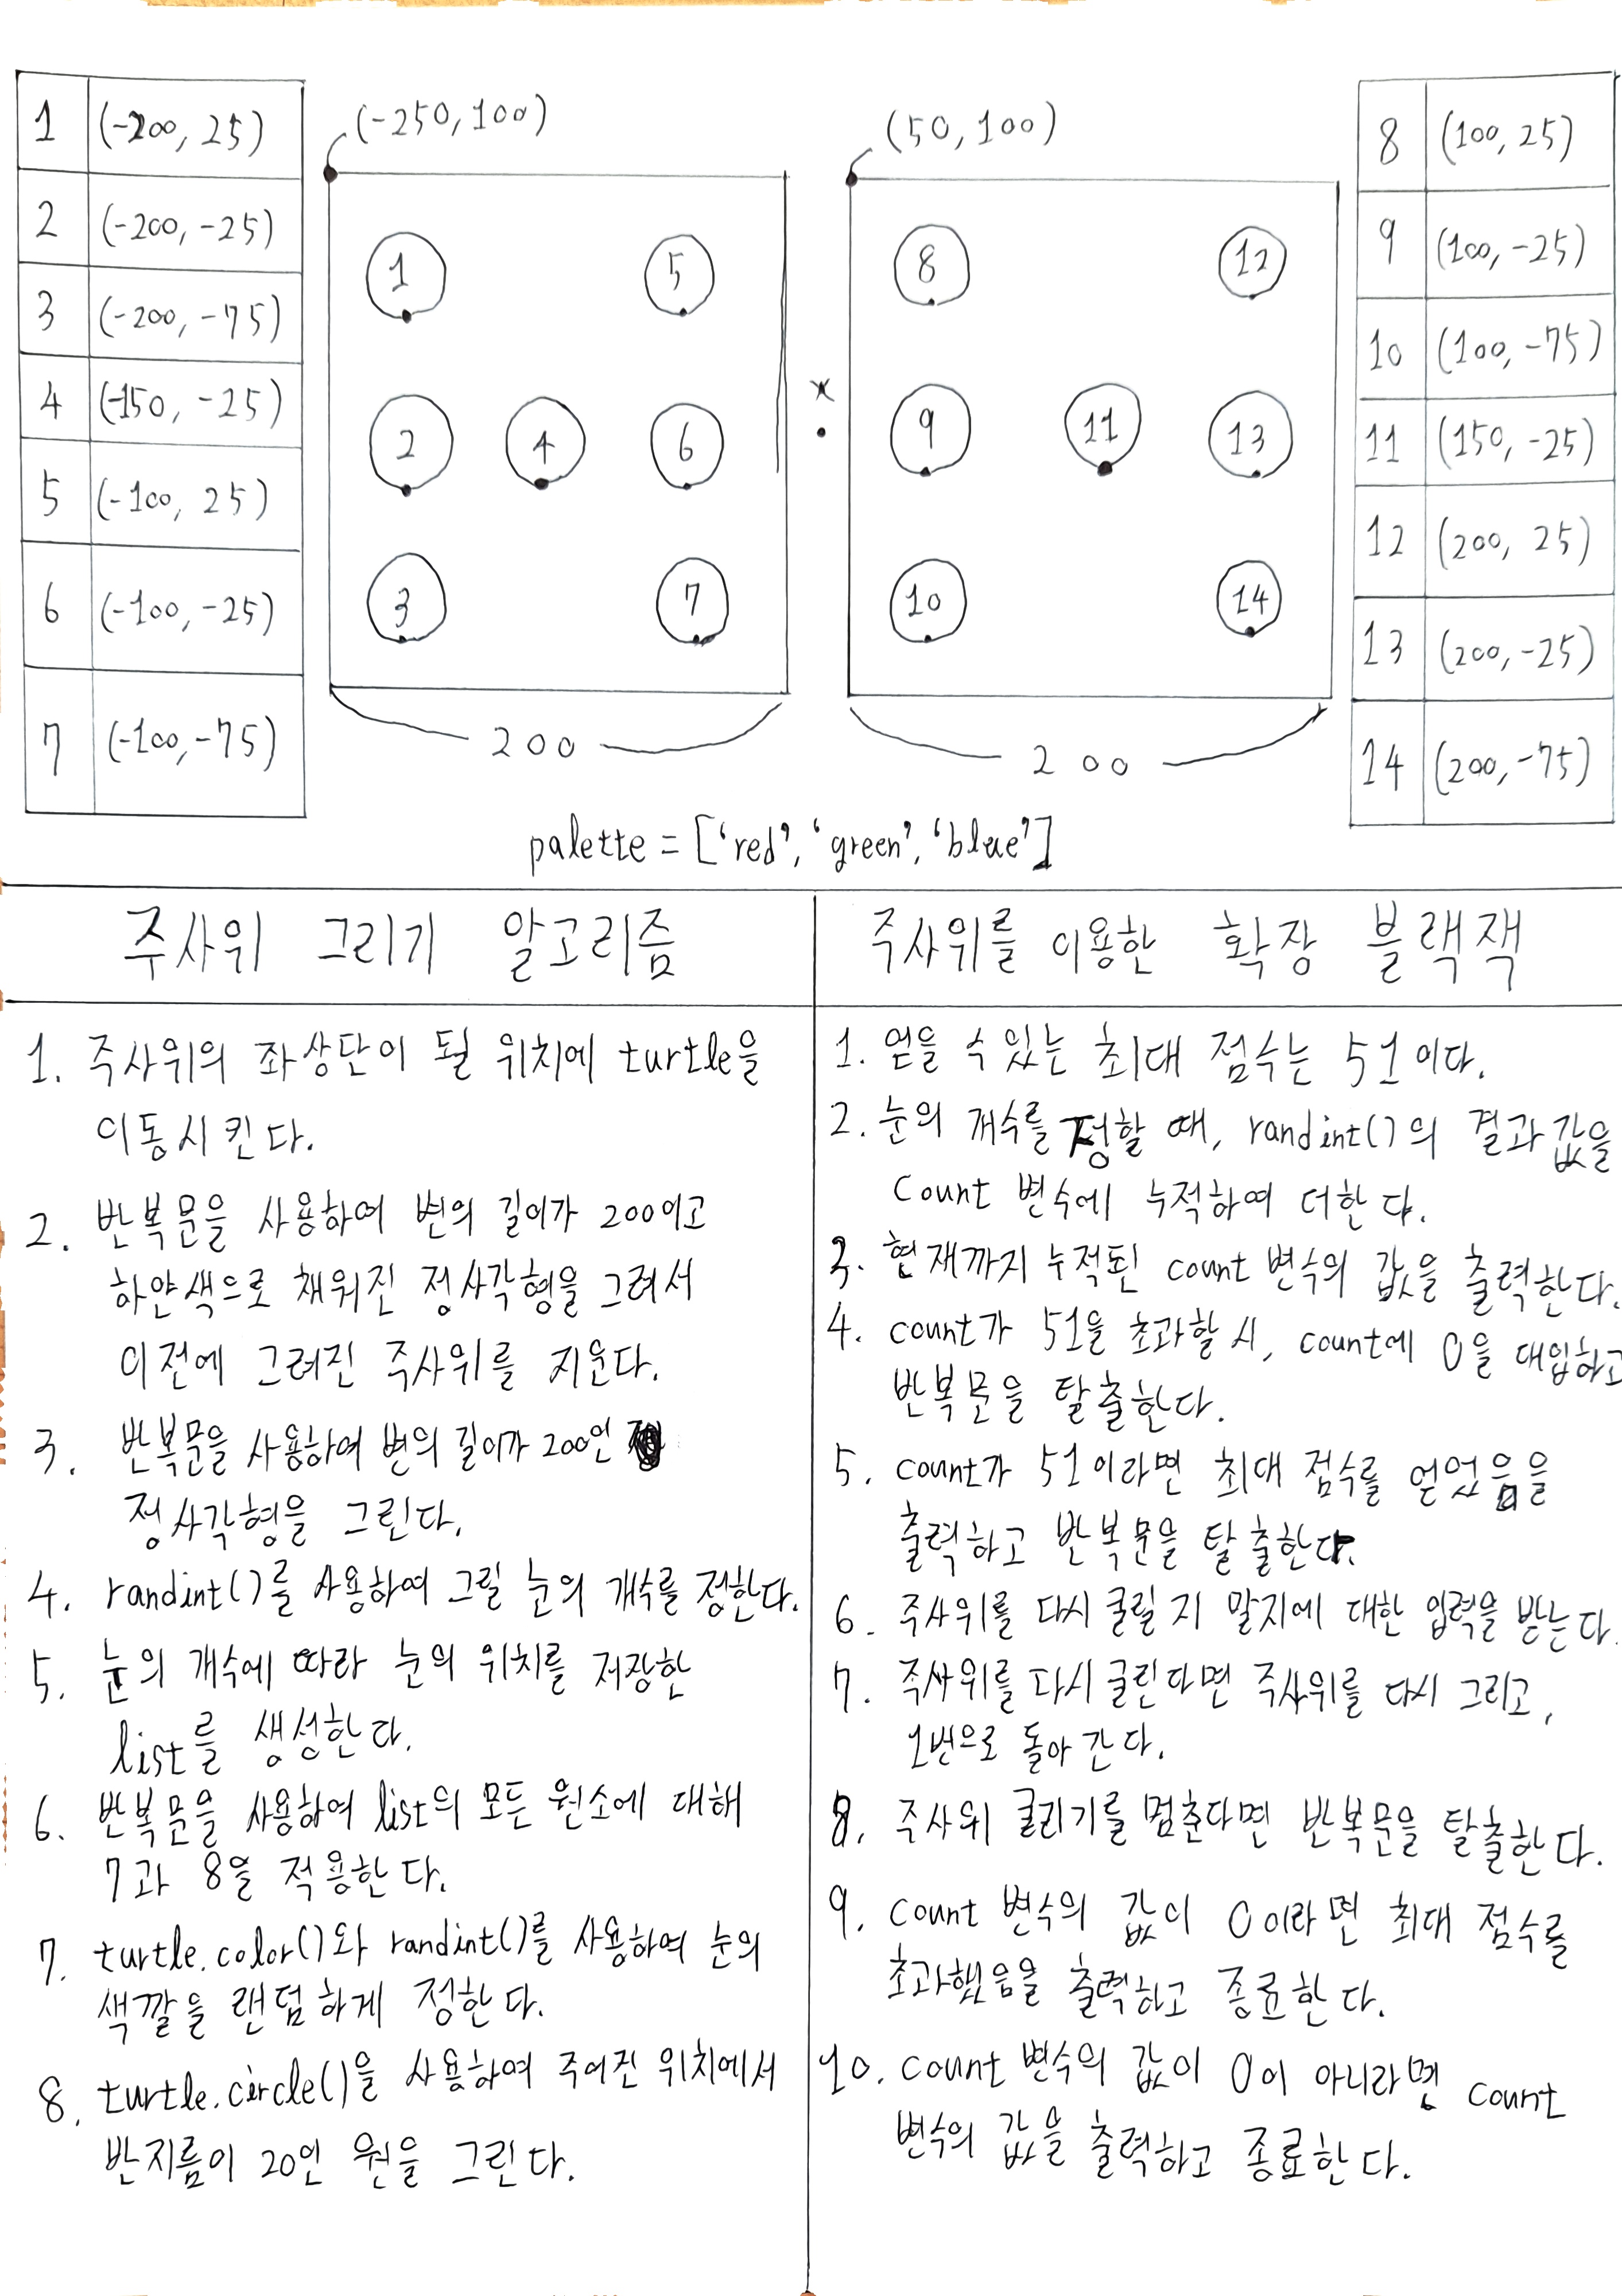 1 (-200, 25)
2 (-200, -25)
3 (-200, -75)
4 (-150, -25)
5 (-100, 25)
6 (-100, -25)
7 (-100, -75)
(-250, 100)
1 5
2 4 6
3 7
200
*
(50, 100)
8 12
9 11 13
10 14
200
8 (100, 25)
9 (100, -25)
10 (100, -75)
11 (150, -25)
12 (200, 25)
13 (200, -25)
14 (200, -75)
palette = ['red', 'green', 'blue']
주사위 그리기 알고리즘
1. 주사위의 좌상단이 될 위치에 turtle을
이동시킨다.
2. 반복문을 사용하여 변의 길이가 200이고
하얀색으로 채워진 정사각형을 그려서
이전에 그려진 주사위를 지운다.
3. 반복문을 사용하여 변의 길이가 200인
정사각형을 그린다.
4. randint()를 사용하여 그릴 눈의 개수를 정한다.
5. 눈의 개수에 따라 눈의 위치를 저장한
list를 생성한다.
6. 반복문을 사용하여 list의 모든 원소에 대해
7과 8을 적용한다.
7. turtle.color()와 randint()를 사용하여 눈의
색깔을 랜덤하게 정한다.
8. turtle.circle()을 사용하여 주어진 위치에서
반지름이 20인 원을 그린다.
주사위를 이용한 확장 블랙잭
1. 얻을 수 있는 최대 점수는 51이다.
2. 눈의 개수를 정할 때, randint()의 결과값을
count 변수에 누적하여 더한다.
3. 현재까지 누적된 count 변수의 값을 출력한다.
4. count가 51을 초과할 시, count에 0을 대입하고
반복문을 탈출한다.
5. count가 51이라면 최대 점수를 얻었음을
출력하고 반복문을 탈출한다.
6. 주사위를 다시 굴릴 지 말지에 대한 입력을 받는다.
7. 주사위를 다시 굴린다면 주사위를 다시 그리고,
1번으로 돌아 간다.
8. 주사위 굴리기를 멈춘다면 반복문을 탈출한다.
9. count 변수의 값이 0이라면 최대 점수를
초과했음을 출력하고 종료한다.
10. count 변수의 값이 0이 아니라면 count
변수의 값을 출력하고 종료한다.